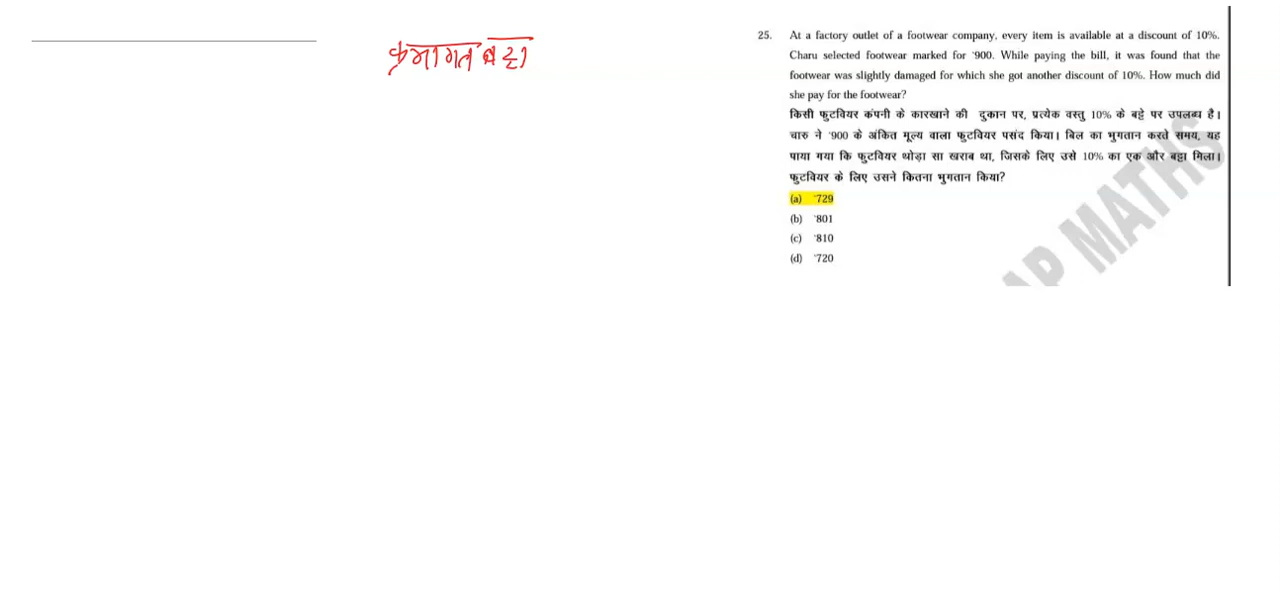 क्रमागत बट्टा
25. At a factory outlet of a footwear company, every item is available at a discount of 10%.
Charu selected footwear marked for `900. While paying the bill, it was found that the
footwear was slightly damaged for which she got another discount of 10%. How much did
she pay for the footwear?
किसी फुटवियर कंपनी के कारखाने की दुकान पर, प्रत्येक वस्तु 10% के बट्टे पर उपलब्ध है।
चारु ने `900 के अंकित मूल्य वाला फुटवियर पसंद किया। बिल का भुगतान करते समय, यह
पाया गया कि फुटवियर थोड़ा सा खराब था, जिसके लिए उसे 10% का एक और बट्टा मिला।
फुटवियर के लिए उसने कितना भुगतान किया?
(a) `729
(b) `801
(c) `810
(d) `720
AP MATHS